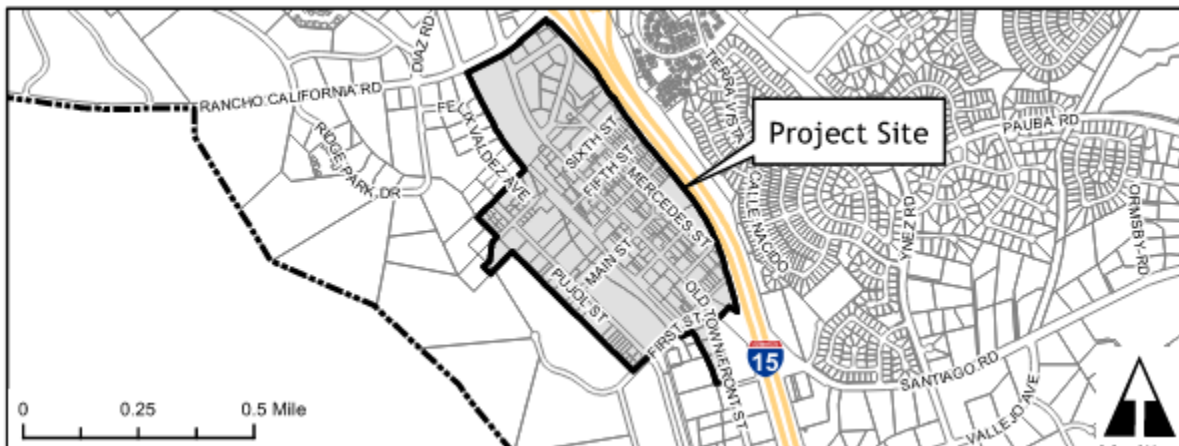 DIAZ RD
RANCHO CALIFORNIA RD
FELIX VALDEZ AVE
RIDGE PARK DR
SIXTH ST
FIFTH ST
MERCEDES ST
MAIN ST
PUJOL ST
FIRST ST
OLD TOWN FRONT ST
TIERRA VISTA
Project Site
PAUBA RD
CALLE NACIDO
YNEZ RD
ORMSBY RD
15
SANTIAGO RD
VALLEJO AVE
0 0.25 0.5 Mile